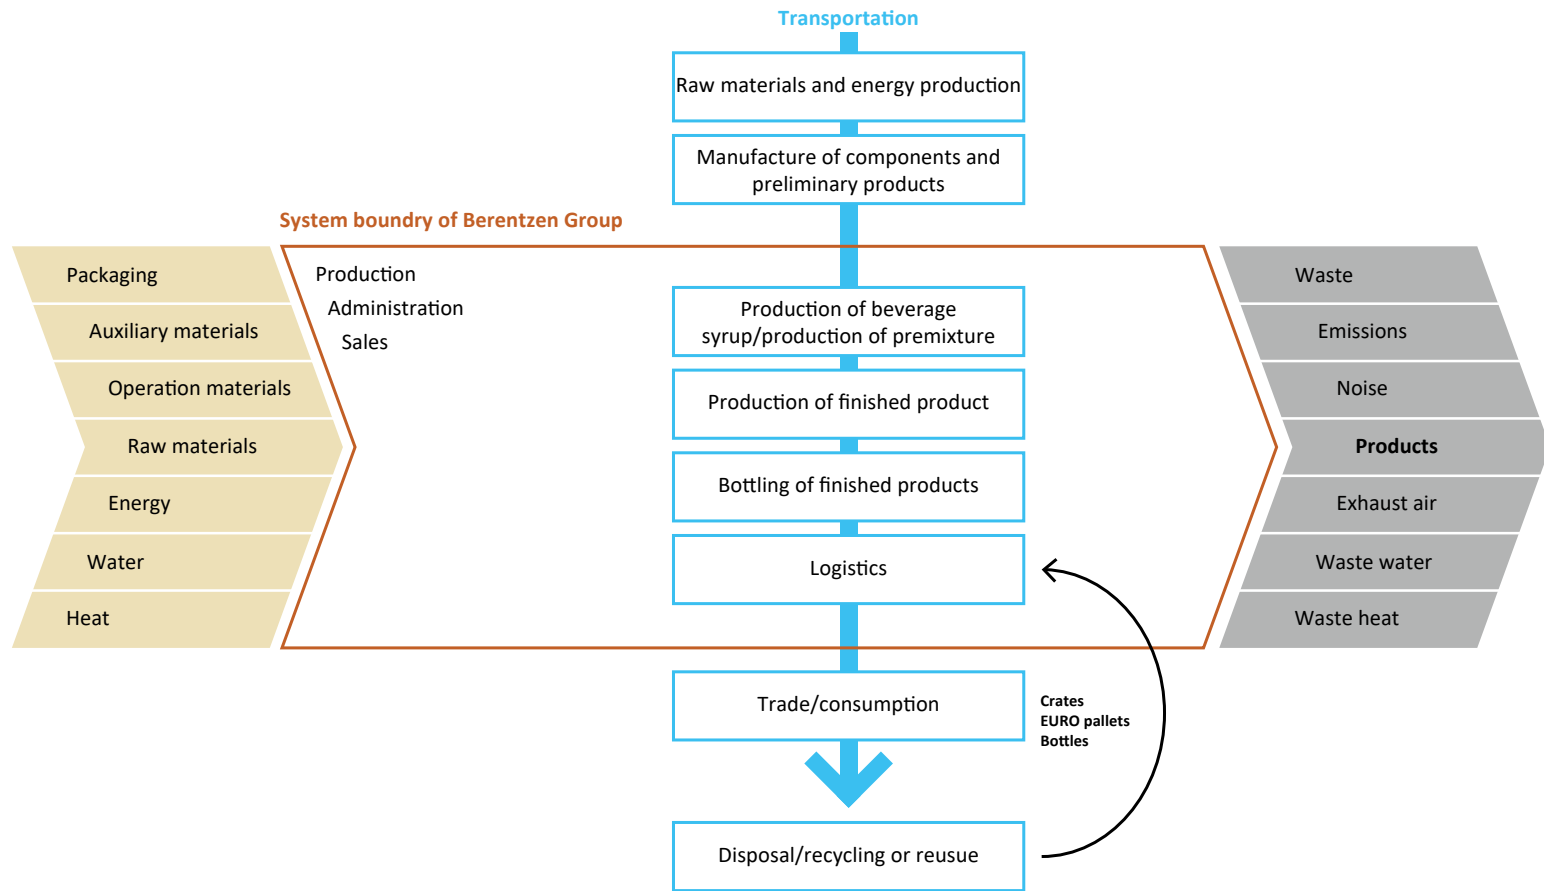 Transportation
Raw materials and energy production
Manufacture of components and
preliminary products
System boundry of Berentzen Group
Packaging
Auxiliary materials
Operation materials
Raw materials
Energy
Water
Heat
Production
Administration
Sales
Production of beverage
syrup/production of premixture
Production of finished product
Bottling of finished products
Logistics
Waste
Emissions
Noise
Products
Exhaust air
Waste water
Waste heat
Trade/consumption
Crates
EURO pallets
Bottles
Disposal/recycling or reusue